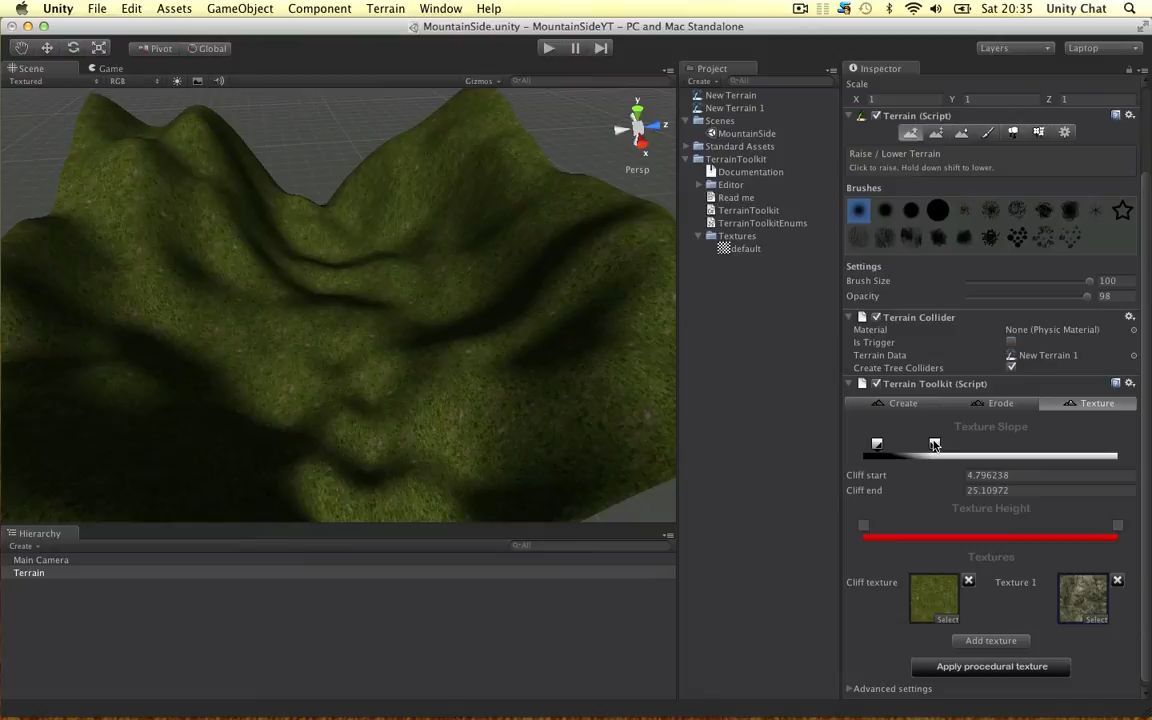 Unity File Edit Assets GameObject Component Terrain Window Help Sat 20:35 Unity Chat
MountainSide.unity – MountainSideYT – PC and Mac Standalone
Pivot Global Layers Laptop
Scene Game
Textured RGB Gizmos All
y
z
x
Persp
Hierarchy
Create All
Main Camera
Terrain
Project
Create All
New Terrain
New Terrain 1
Scenes
MountainSide
Standard Assets
TerrainToolkit
Documentation
Editor
Read me
TerrainToolkit
TerrainToolkitEnums
Textures
default
Inspector
Scale
X 1 Y 1 Z 1
Terrain (Script)
Raise / Lower Terrain
Click to raise. Hold down shift to lower.
Brushes
Settings
Brush Size 100
Opacity 98
Terrain Collider
Material None (Physic Material)
Is Trigger
Terrain Data New Terrain 1
Create Tree Colliders
Terrain Toolkit (Script)
Create Erode Texture
Texture Slope
Cliff start 4.796238
Cliff end 25.10972
Texture Height
Textures
Cliff texture Select Texture 1 Select
Add texture
Apply procedural texture
Advanced settings